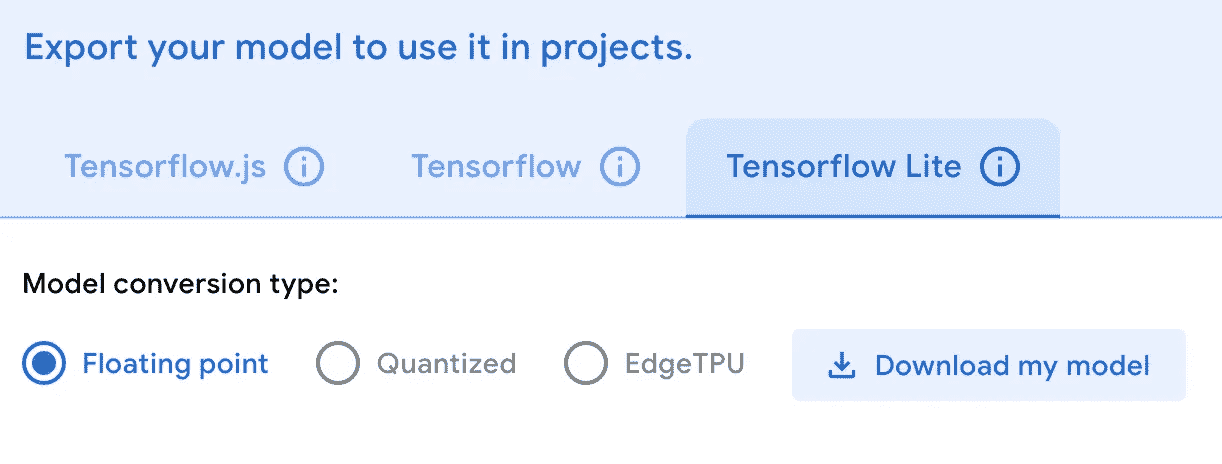 Export your model to use it in projects.
Tensorflow.js Tensorflow Tensorflow Lite
Model conversion type:
Floating point Quantized EdgeTPU Download my model